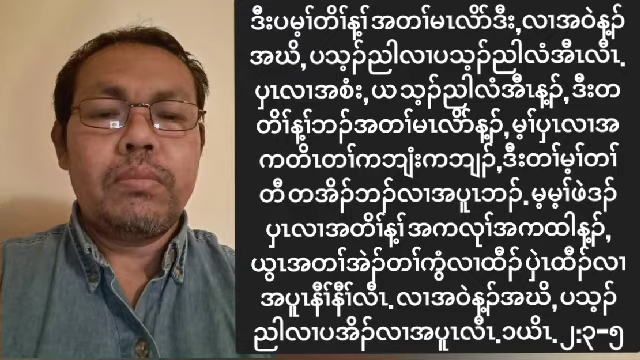 ဒီးပမ့ၢ်တိၢ်န့ၢ်အတၢ်မၤလိာ်ဒီး,လၢအဝဲန့ၣ်
အဃိ,ပသ့ၣ်ညါလၢပသ့ၣ်ညါလံအီၤလီၤ.
ပှၤလၢအစံး,ယသ့ၣ်ညါလံအီၤန့ၣ်,ဒီးတ
တိၢ်န့ၢ်ဘၣ်အတၢ်မၤလိာ်န့ၣ်,မ့ၢ်ပှၤလၢအ
ကတိၤတၢ်ကဘျံးကဘျၣ်,ဒီးတၢ်မ့ၢ်တၢ်
တီတအိၣ်ဘၣ်လၢအပူၤဘၣ်.မ့မ့ၢ်ဖဲဒၣ်
ပှၤလၢအတိၢ်န့ၢ်အကလုၢ်အကထါန့ၣ်,
ယွၤအတၢ်အဲၣ်တၢ်ကွံလၢထီၣ်ပှဲၤထီၣ်လၢ
အပူၤနီၢ်နီၢ်လီၤ.လၢအဝဲန့ၣ်အဃိ,ပသ့ၣ်
ညါလၢပအိၣ်လၢအပူၤလီၤ.၁ယိၤ.၂:၃-၅